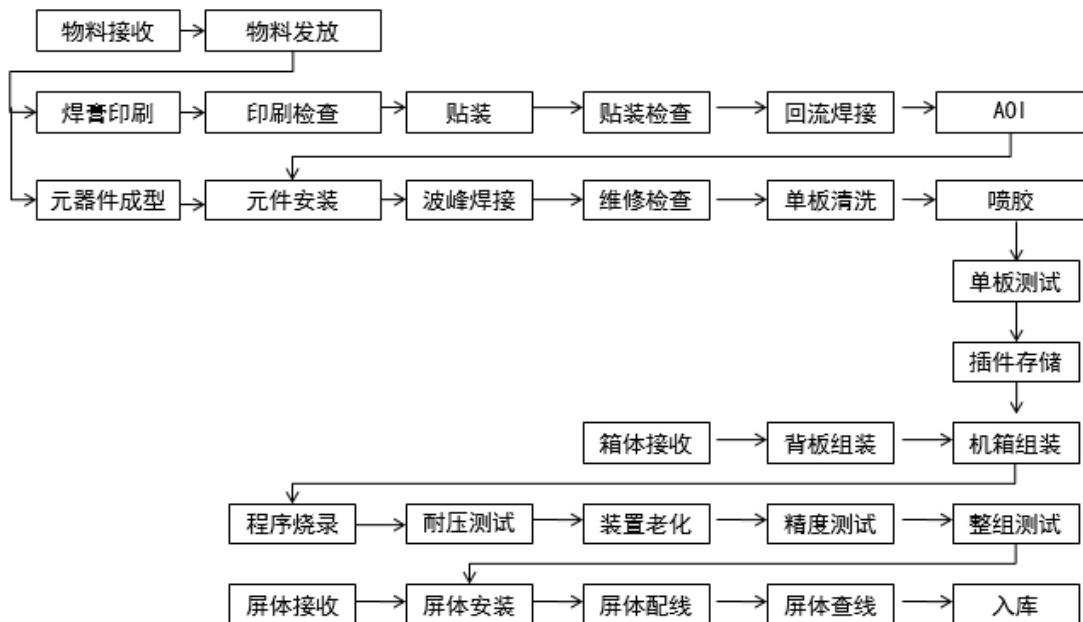 物料接收 物料发放
焊膏印刷 印刷检查 贴装 贴装检查 回流焊接 AOI
元器件成型 元件安装 波峰焊接 维修检查 单板清洗 喷胶
单板测试
插件存储
箱体接收 背板组装 机箱组装
程序烧录 耐压测试 装置老化 精度测试 整组测试
屏体接收 屏体安装 屏体配线 屏体查线 入库